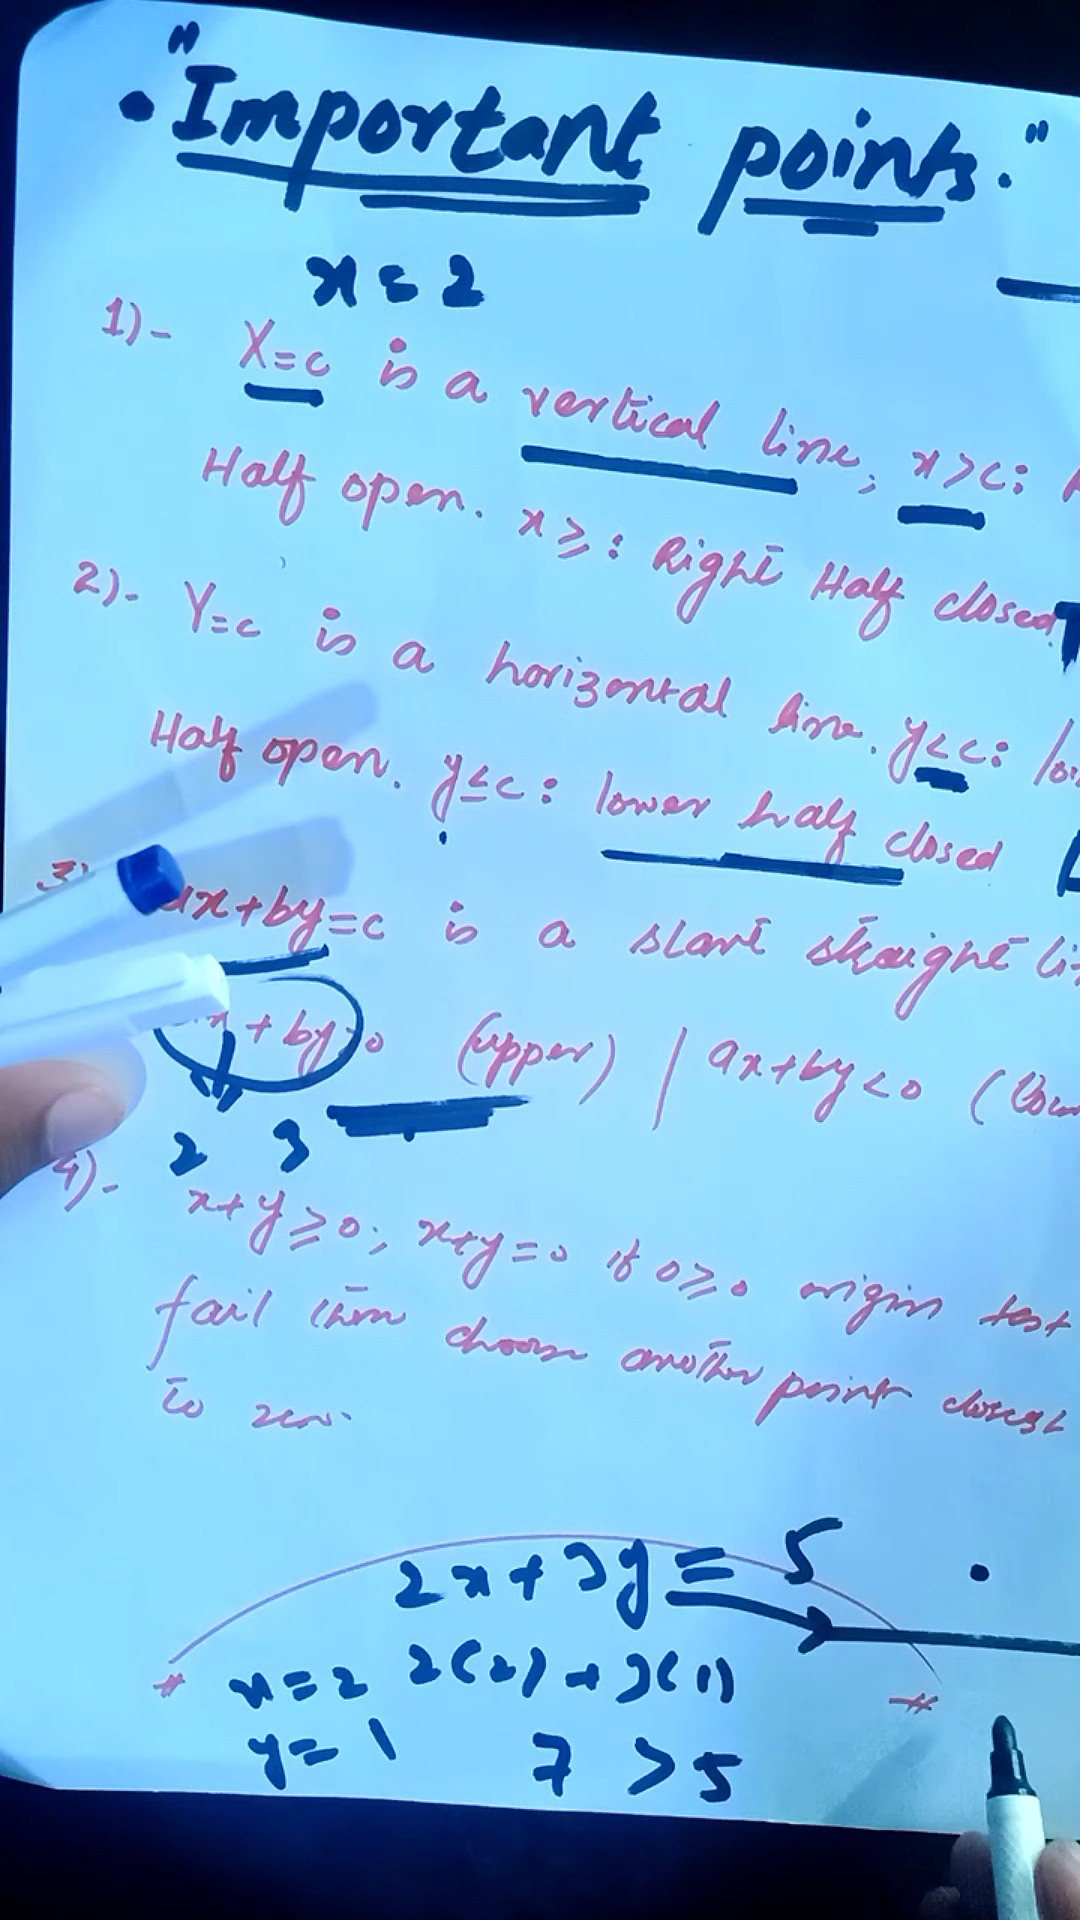 "Important points."
x = 2
1)- X=c is a vertical line, x>c:
Half open. x ≥ : Right Half closed
2)- Y=c is a horizontal line. y<c:
Half open. y≤c: lower half closed
3) ax+by=c is a slant straight
+ by>0 (upper) / ax+by<0
2 3
4)- x+y≥0; x+y=0 if 0≥0 origin test
fail then choose another point closest
to zero.
2x+3y = 5
x=2 2(2)+3(1)
y=1 7 > 5